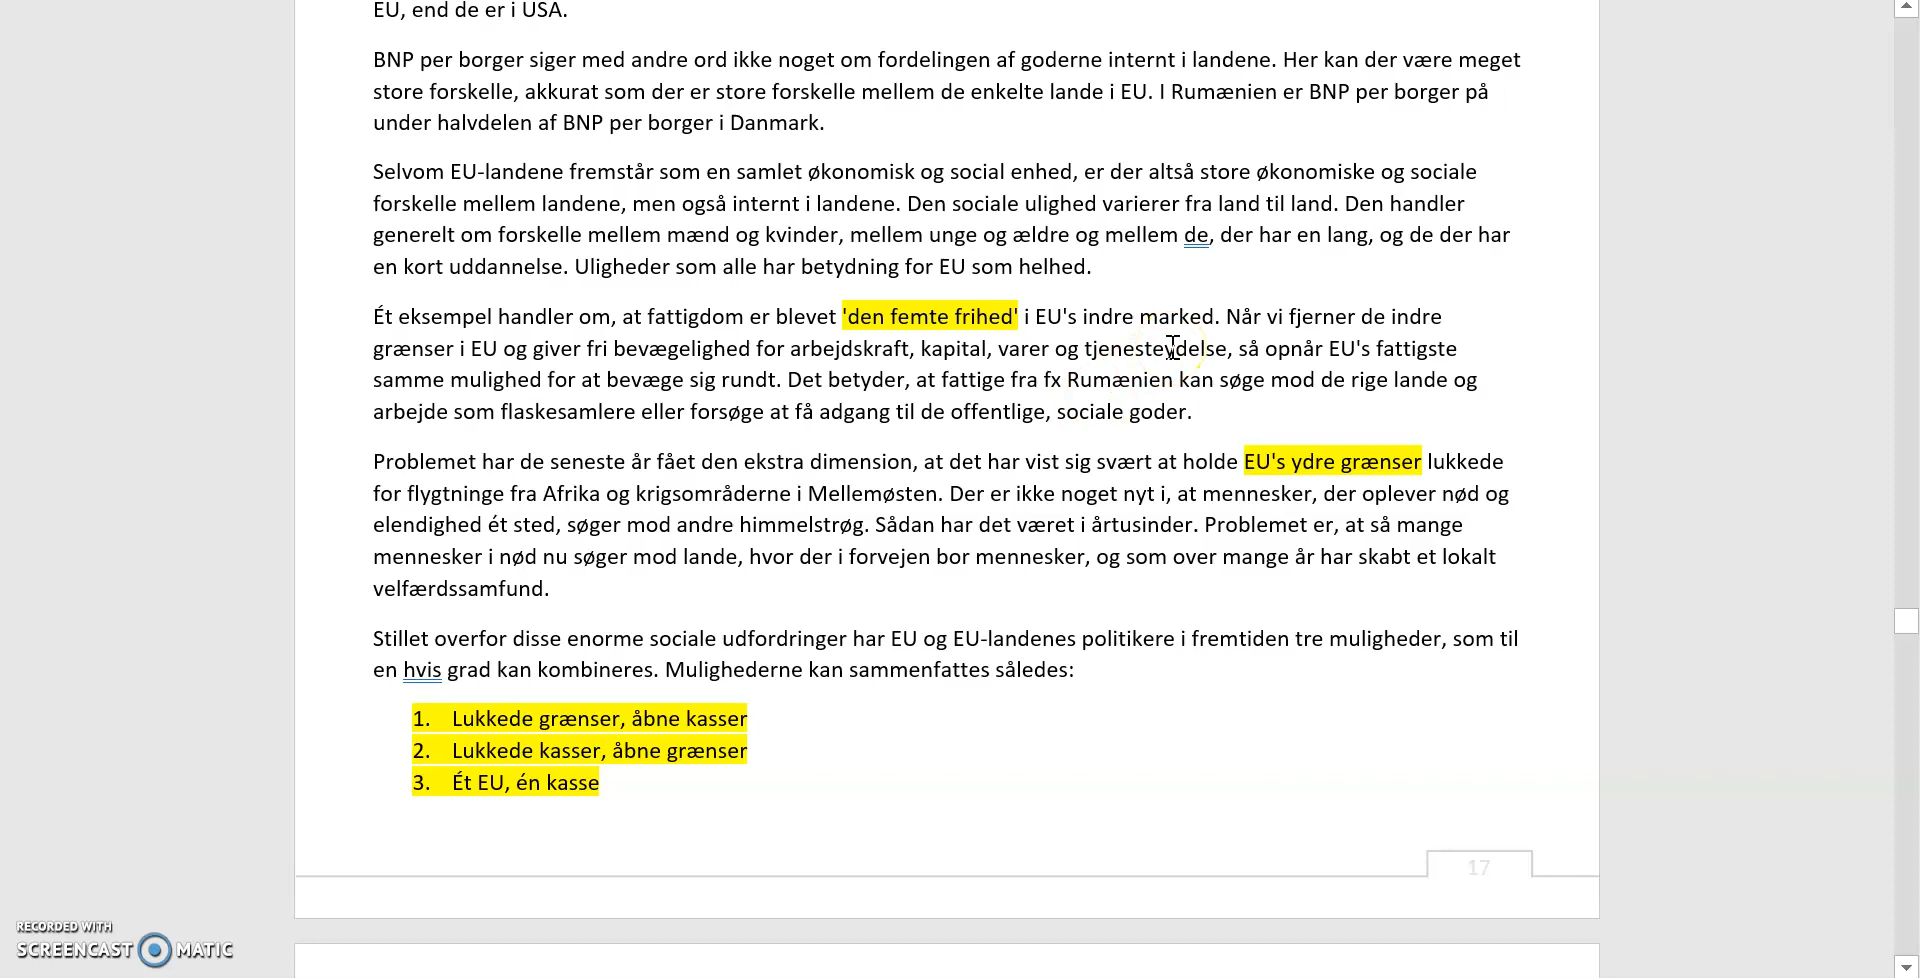 EU, end de er i USA.
BNP per borger siger med andre ord ikke noget om fordelingen af goderne internt i landene. Her kan der være meget
store forskelle, akkurat som der er store forskelle mellem de enkelte lande i EU. I Rumænien er BNP per borger på
under halvdelen af BNP per borger i Danmark.
Selvom EU-landene fremstår som en samlet økonomisk og social enhed, er der altså store økonomiske og sociale
forskelle mellem landene, men også internt i landene. Den sociale ulighed varierer fra land til land. Den handler
generelt om forskelle mellem mænd og kvinder, mellem unge og ældre og mellem de, der har en lang, og de der har
en kort uddannelse. Uligheder som alle har betydning for EU som helhed.
Ét eksempel handler om, at fattigdom er blevet 'den femte frihed' i EU's indre marked. Når vi fjerner de indre
grænser i EU og giver fri bevægelighed for arbejdskraft, kapital, varer og tjenesteydelse, så opnår EU's fattigste
samme mulighed for at bevæge sig rundt. Det betyder, at fattige fra fx Rumænien kan søge mod de rige lande og
arbejde som flaskesamlere eller forsøge at få adgang til de offentlige, sociale goder.
Problemet har de seneste år fået den ekstra dimension, at det har vist sig svært at holde EU's ydre grænser lukkede
for flygtninge fra Afrika og krigsområderne i Mellemøsten. Der er ikke noget nyt i, at mennesker, der oplever nød og
elendighed ét sted, søger mod andre himmelstrøg. Sådan har det været i årtusinder. Problemet er, at så mange
mennesker i nød nu søger mod lande, hvor der i forvejen bor mennesker, og som over mange år har skabt et lokalt
velfærdssamfund.
Stillet overfor disse enorme sociale udfordringer har EU og EU-landenes politikere i fremtiden tre muligheder, som til
en hvis grad kan kombineres. Mulighederne kan sammenfattes således:
1. Lukkede grænser, åbne kasser
2. Lukkede kasser, åbne grænser
3. Ét EU, én kasse
17
RECORDED WITH
SCREENCAST MATIC